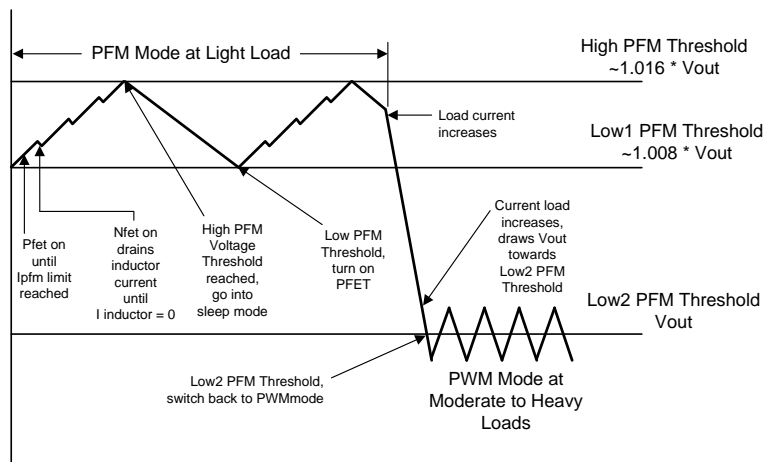 PFM Mode at Light Load
High PFM Threshold
~1.016 * Vout
Load current
increases
Low1 PFM Threshold
~1.008 * Vout
Pfet on
until
Ipfm limit
reached
Nfet on
drains
inductor
current
until
I inductor = 0
High PFM
Voltage
Threshold
reached,
go into
sleep mode
Low PFM
Threshold,
turn on
PFET
Current load
increases,
draws Vout
towards
Low2 PFM
Threshold
Low2 PFM Threshold
Vout
Low2 PFM Threshold,
switch back to PWMmode
PWM Mode at
Moderate to Heavy
Loads